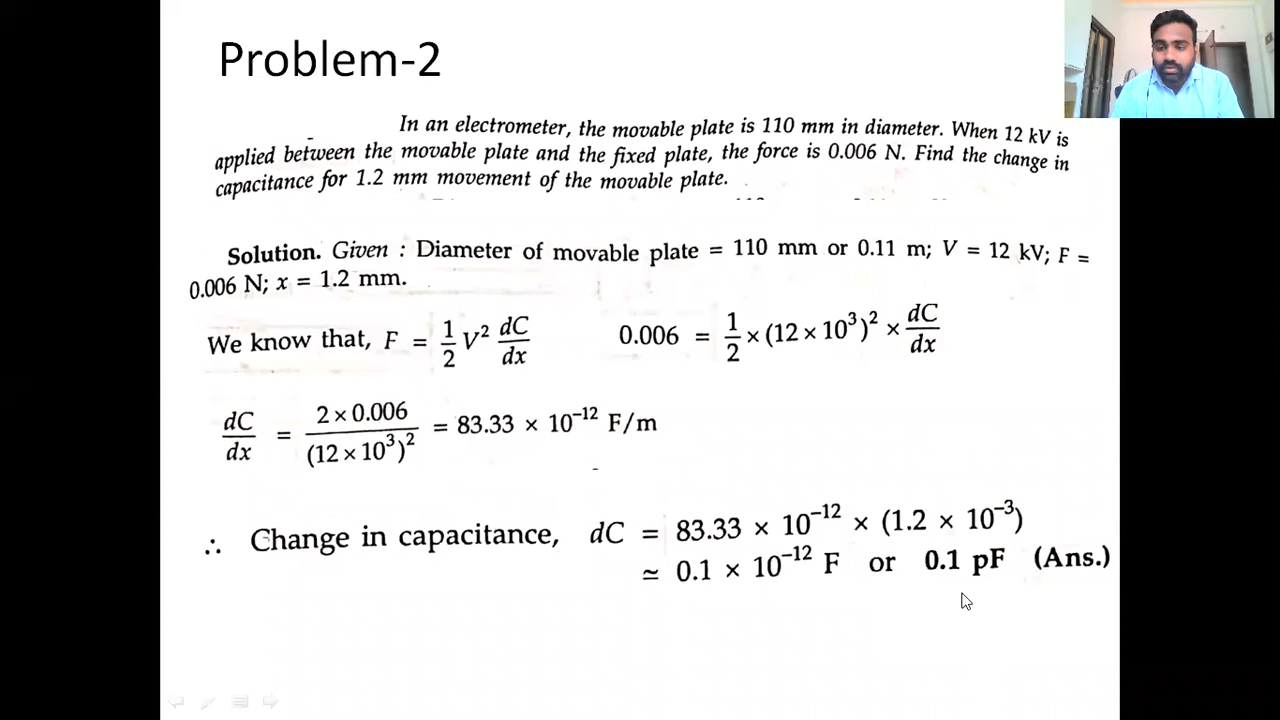 Problem-2
In an electrometer, the movable plate is 110 mm in diameter. When 12 kV is
applied between the movable plate and the fixed plate, the force is 0.006 N. Find the change in
capacitance for 1.2 mm movement of the movable plate.
Solution. Given : Diameter of movable plate = 110 mm or 0.11 m; V = 12 kV; F =
0.006 N; x = 1.2 mm.
We know that, F = 1/2 V² dC/dx 0.006 = 1/2 × (12 × 10³)² × dC/dx
dC/dx = 2 × 0.006/(12 × 10³)² = 83.33 × 10⁻¹² F/m
∴ Change in capacitance, dC = 83.33 × 10⁻¹² × (1.2 × 10⁻³)
≃ 0.1 × 10⁻¹² F or 0.1 pF (Ans.)